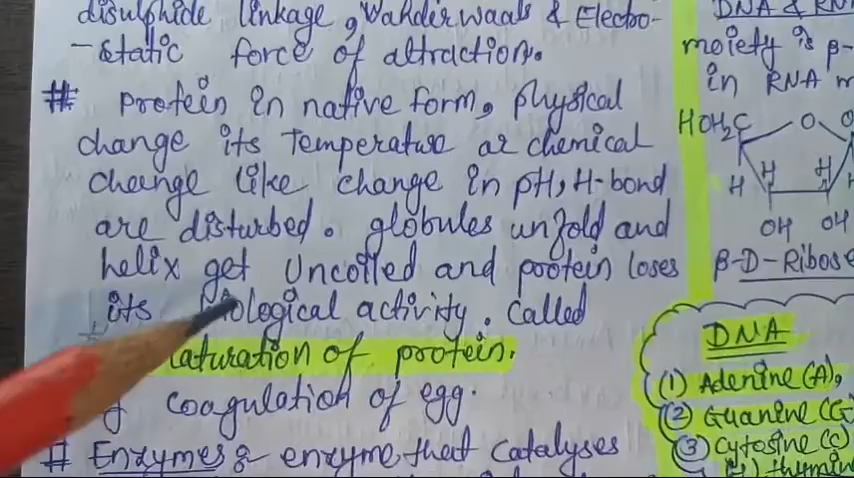 disulphide linkage, Vanderwaals & Electro-
-static force of attraction.
# protein in native form, physical
change its temperature or chemical
change like change in pH, H-bond
are disturbed. globules unfold and
helix get Uncoiled and protein loses
its biological activity. called
of protein.
coagulation of egg.
# Enzymes: enzyme that catalyses
DNA & RN
moiety is β-
in RNA m
HOH₂C O O
H H H H
OH OH
β-D-Ribose
DNA
(1) Adenine (A),
(2) Guanine (G
(3) Cytosine (C)
(4) thymin